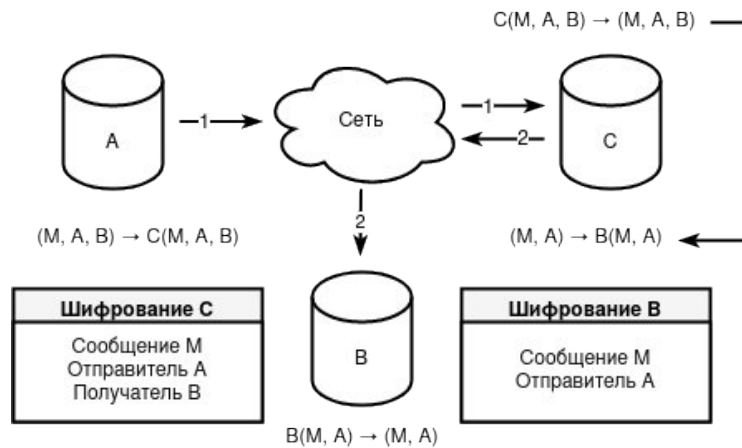 C(M, A, B) → (M, A, B)
A
1
Сеть
1
2
C
2
(M, A, B) → C(M, A, B)
(M, A) → B(M, A)
Шифрование C
Сообщение M
Отправитель A
Получатель B
B
Шифрование B
Сообщение M
Отправитель A
B(M, A) → (M, A)